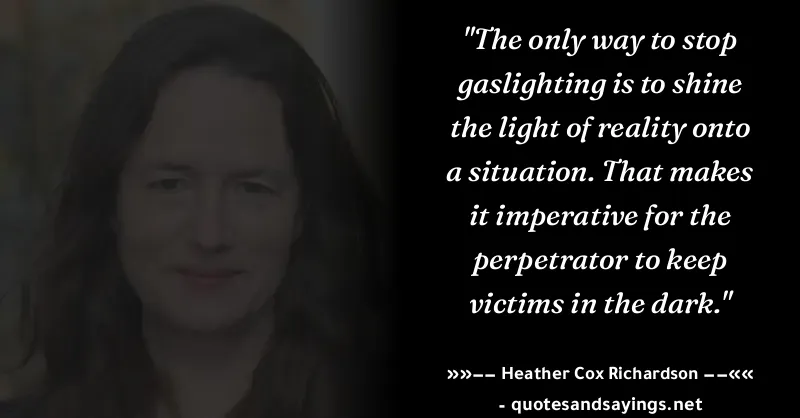 "The only way to stop
gaslighting is to shine
the light of reality onto
a situation. That makes
it imperative for the
perpetrator to keep
victims in the dark."
»»−− Heather Cox Richardson −−««
- quotesandsayings.net